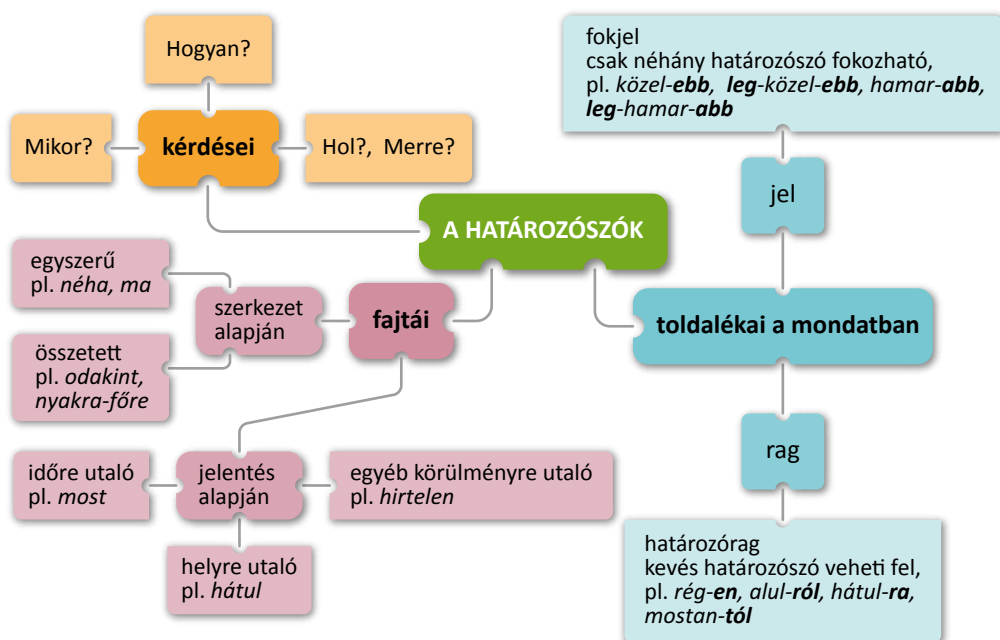 Hogyan?
Mikor?
kérdései
Hol?, Merre?
A HATÁROZÓSZÓK
egyszerű
pl. néha, ma
szerkezet
alapján
fajtái
összetett
pl. odakint,
nyakra-főre
időre utaló
pl. most
jelentés
alapján
egyéb körülményre utaló
pl. hirtelen
helyre utaló
pl. hátul
fokjel
csak néhány határozószó fokozható,
pl. közel-ebb, leg-közel-ebb, hamar-abb,
leg-hamar-abb
jel
toldalékai a mondatban
rag
határozórag
kevés határozószó veheti fel,
pl. rég-en, alul-ról, hátul-ra,
mostan-tól